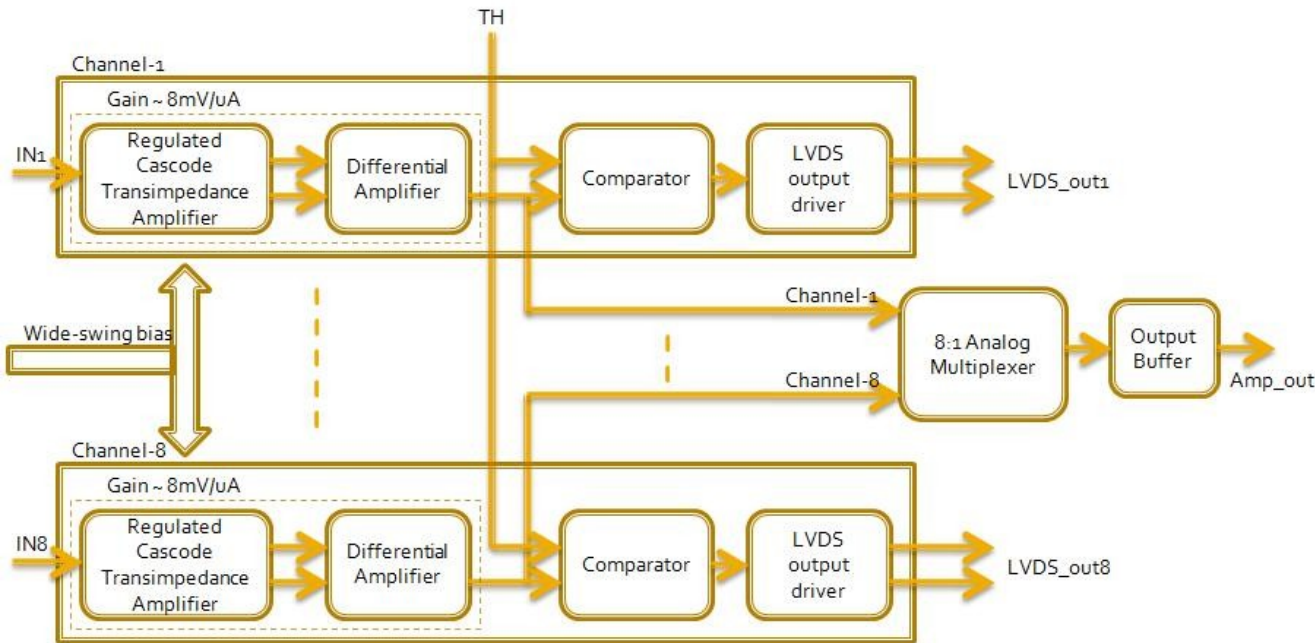 TH
Channel-1
Gain ~ 8mV/uA
IN1
Regulated
Cascode
Transimpedance
Amplifier
Differential
Amplifier
Comparator
LVDS
output
driver
LVDS_out1
Wide-swing bias
Channel-1
Channel-8
8:1 Analog
Multiplexer
Output
Buffer
Amp_out
Channel-8
Gain ~ 8mV/uA
IN8
Regulated
Cascode
Transimpedance
Amplifier
Differential
Amplifier
Comparator
LVDS
output
driver
LVDS_out8